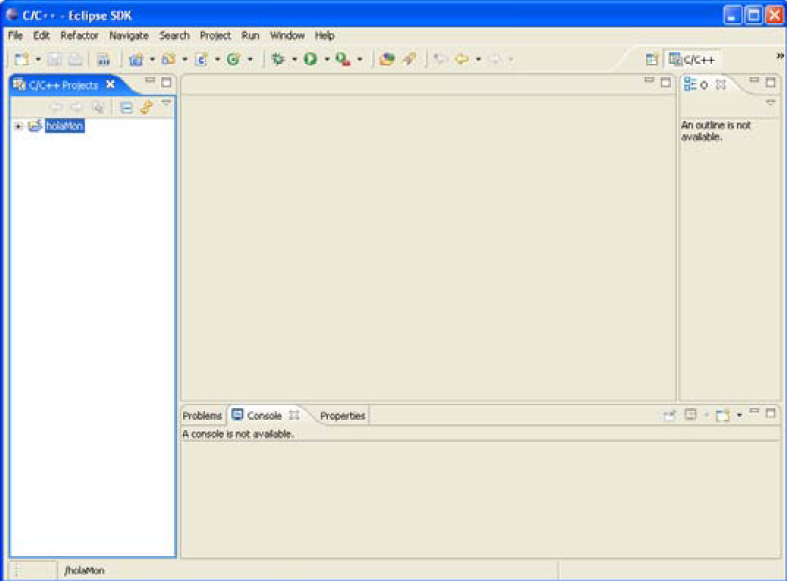 C/C++ - Eclipse SDK
File Edit Refactor Navigate Search Project Run Window Help
C/C++
C/C++ Projects
O
An outline is not
available.
holaMon
Problems Console Properties
A console is not available.
/holaMon